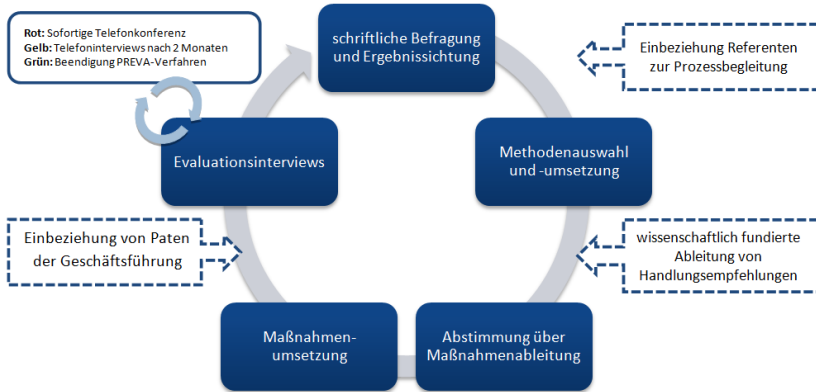 Rot: Sofortige Telefonkonferenz
Gelb: Telefoninterviews nach 2 Monaten
Grün: Beendigung PREVA-Verfahren
schriftliche Befragung
und Ergebnissichtung
Einbeziehung Referenten
zur Prozessbegleitung
Evaluationsinterviews
Methodenauswahl
und -umsetzung
Einbeziehung von Paten
der Geschäftsführung
wissenschaftlich fundierte
Ableitung von
Handlungsempfehlungen
Maßnahmen-
umsetzung
Abstimmung über
Maßnahmenableitung